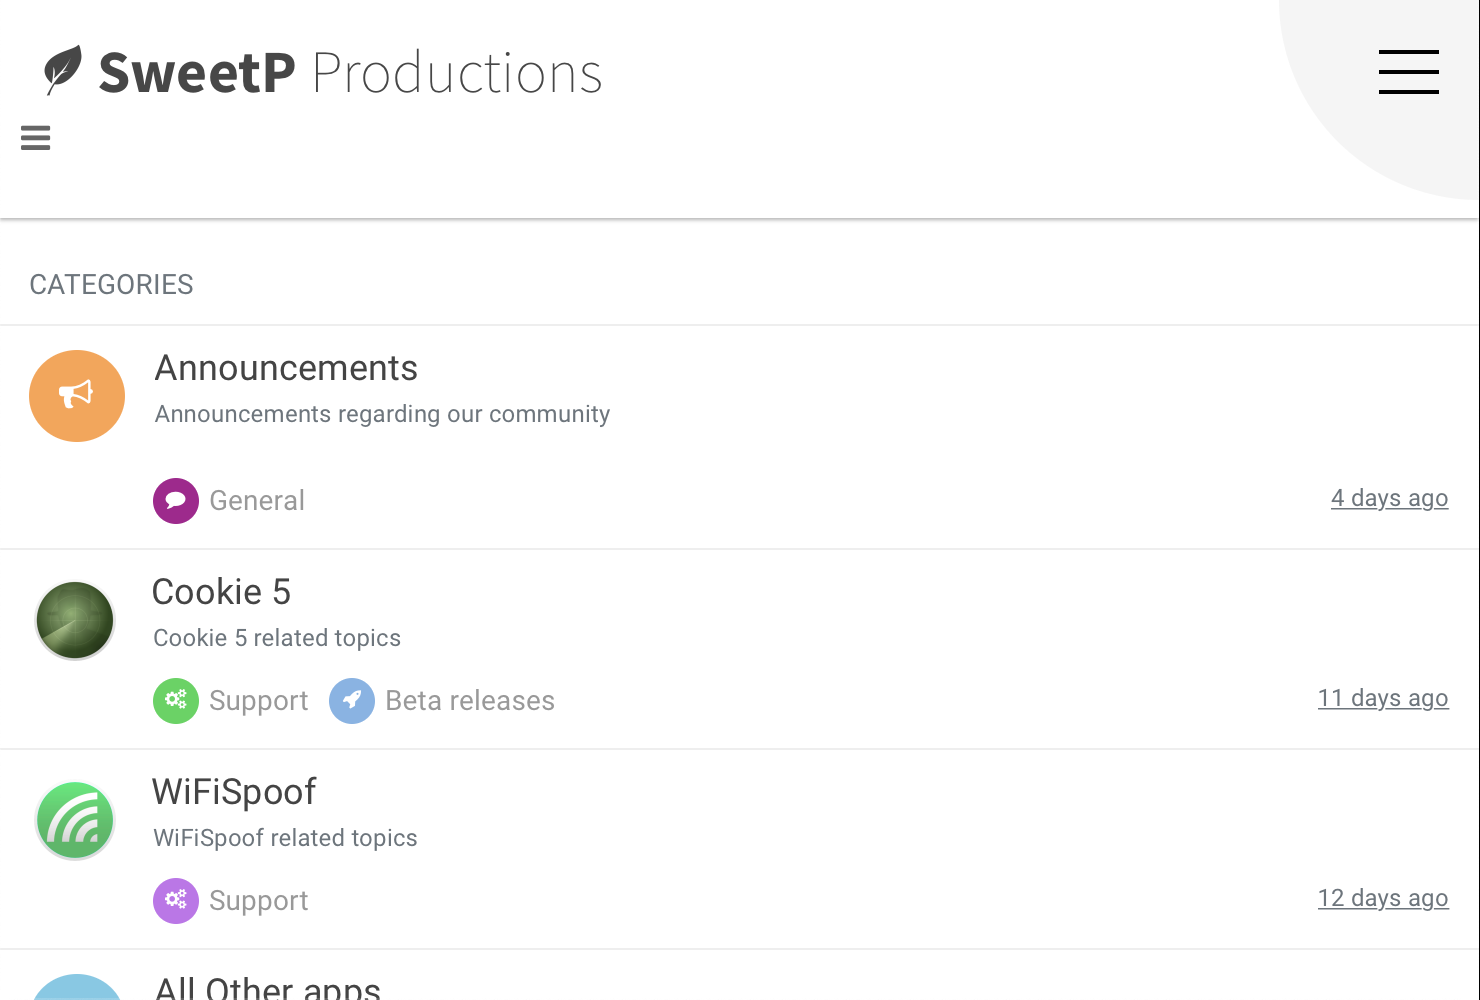 SweetP Productions
CATEGORIES
Announcements
Announcements regarding our community
General
4 days ago
Cookie 5
Cookie 5 related topics
Support Beta releases
11 days ago
WiFiSpoof
WiFiSpoof related topics
Support
12 days ago
All Other apps